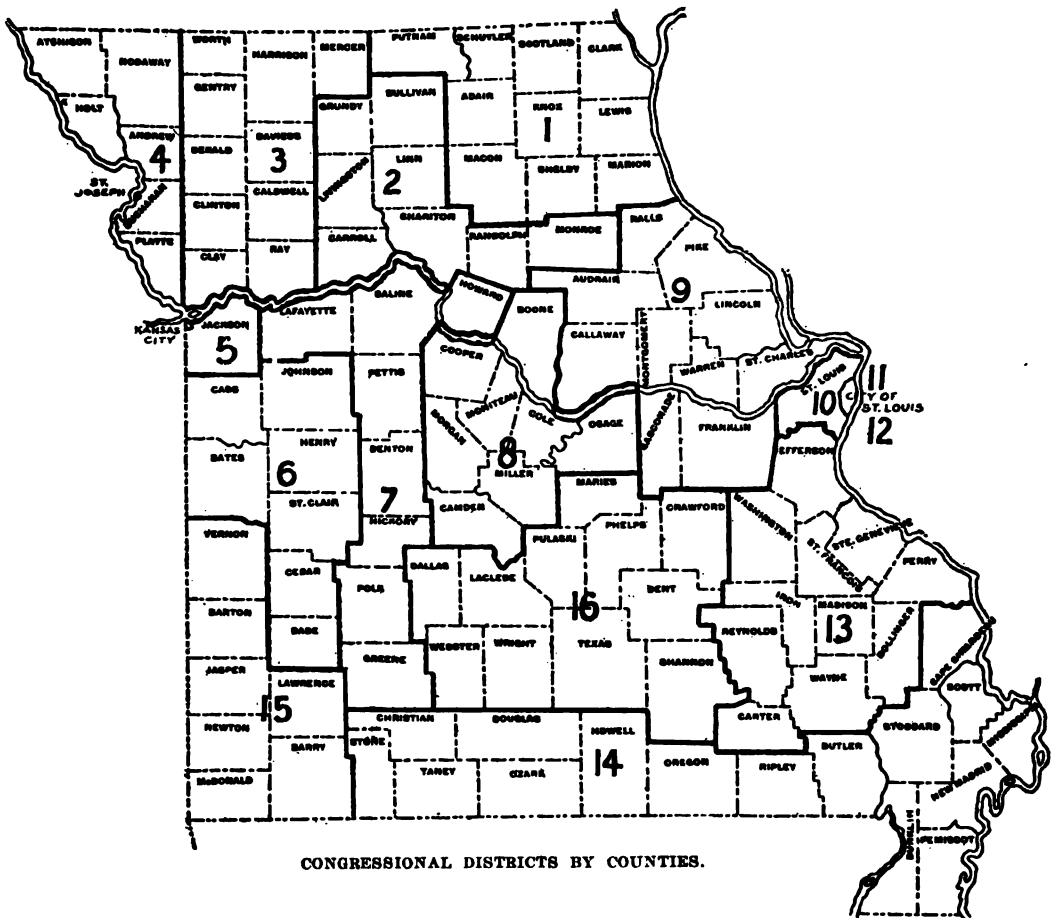 ATCHISON
NODAWAY
WORTH
HARRISON
MERCER
PUTNAM
SCHUYLER
SCOTLAND
CLARK
HOLT
GENTRY
GRUNDY
SULLIVAN
ADAIR
KNOX
LEWIS
ANDREW
4
DEKALB
DAVIESS
3
LIVINGSTON
LINN
2
MACON
1
SHELBY
MARION
ST.
JOSEPH
BUCHANAN
CLINTON
CALDWELL
CHARITON
RANDOLPH
MONROE
RALLS
PLATTE
CLAY
RAY
CARROLL
PIKE
AUDRAIN
9
KANSAS
CITY
JACKSON
5
LAFAYETTE
SALINE
HOWARD
BOONE
CALLAWAY
MONTGOMERY
LINCOLN
WARREN
ST. CHARLES
CASS
JOHNSON
PETTIS
COOPER
MONITEAU
COLE
OSAGE
GASCONADE
FRANKLIN
ST. LOUIS
10
11
CITY OF
ST. LOUIS
12
MORGAN
8
MILLER
JEFFERSON
BATES
HENRY
6
BENTON
7
ST. CLAIR
HICKORY
CAMDEN
MARIES
PHELPS
CRAWFORD
WASHINGTON
ST. FRANCOIS
STE. GENEVIEVE
PERRY
VERNON
CEDAR
POLK
DALLAS
LACLEDE
PULASKI
16
DENT
IRON
MADISON
13
BOLLINGER
CAPE GIRARDEAU
BARTON
DADE
GREENE
WEBSTER
WRIGHT
TEXAS
SHANNON
REYNOLDS
WAYNE
SCOTT
JASPER
LAWRENCE
15
NEWTON
BARRY
STONE
CHRISTIAN
DOUGLAS
HOWELL
14
OREGON
CARTER
RIPLEY
BUTLER
STODDARD
MISSISSIPPI
McDONALD
TANEY
OZARK
NEW MADRID
DUNKLIN
PEMISCOT
CONGRESSIONAL DISTRICTS BY COUNTIES.